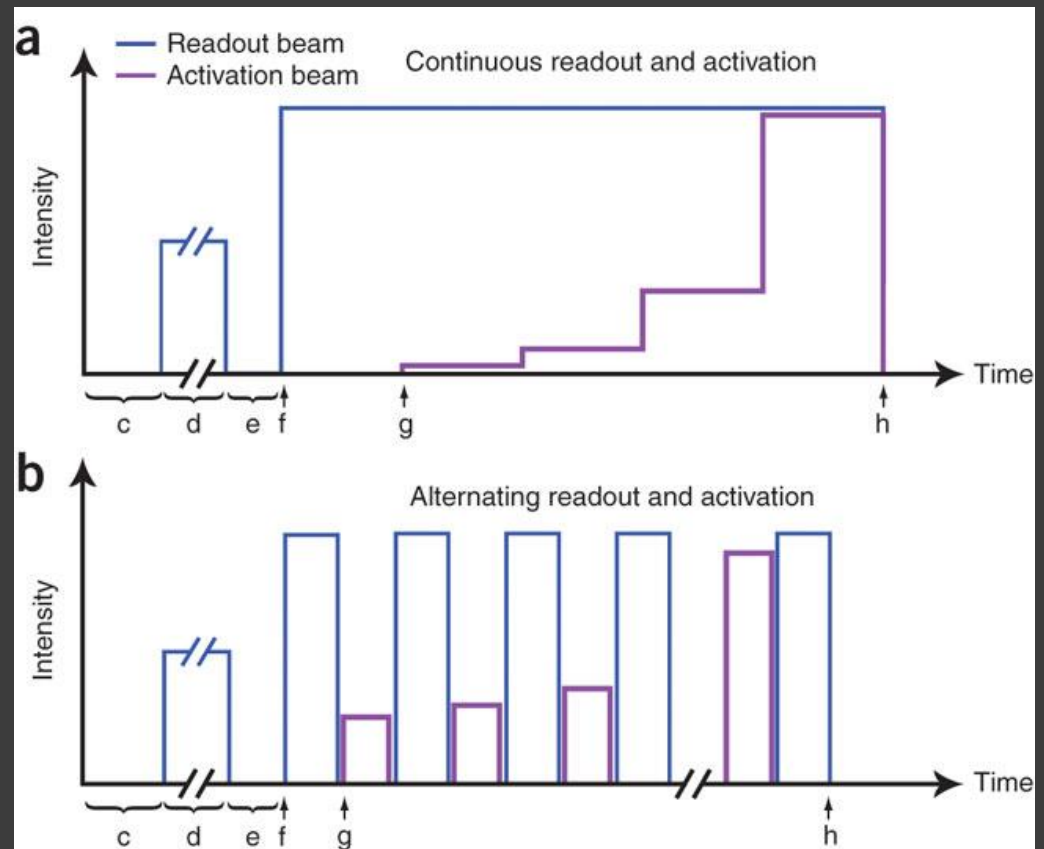 a
Readout beam
Activation beam
Continuous readout and activation
Intensity
Time
c d e f g h
b
Alternating readout and activation
Intensity
Time
c d e f g h